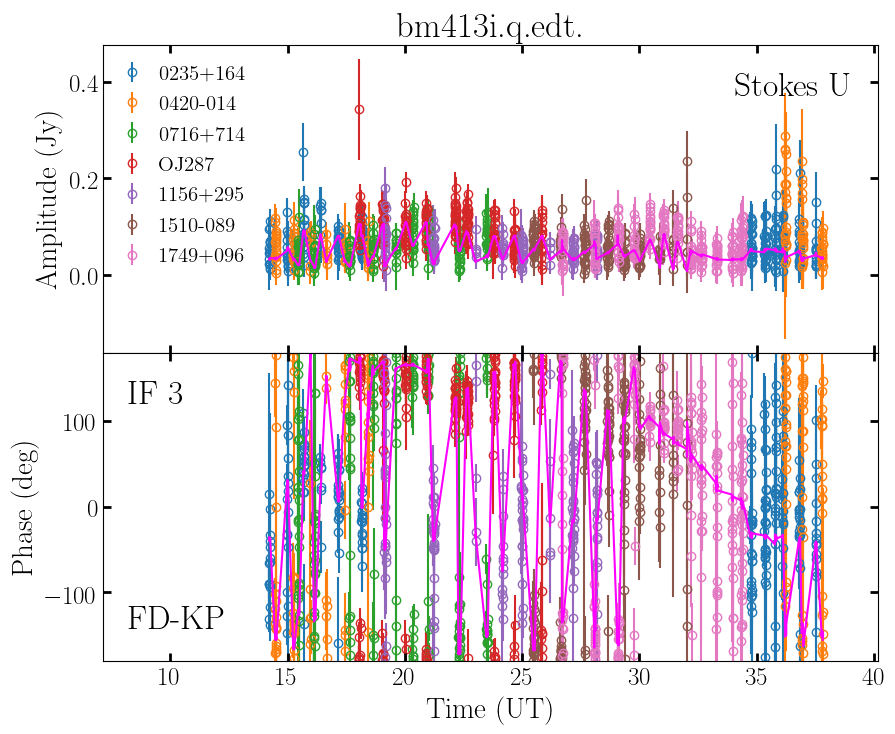 bm413i.q.edt.
0235+164
0420-014
0716+714
OJ287
1156+295
1510-089
1749+096
Stokes U
0.4
0.2
0.0
Amplitude (Jy)
IF 3
FD-KP
100
0
−100
Phase (deg)
10
15
20
25
30
35
40
Time (UT)